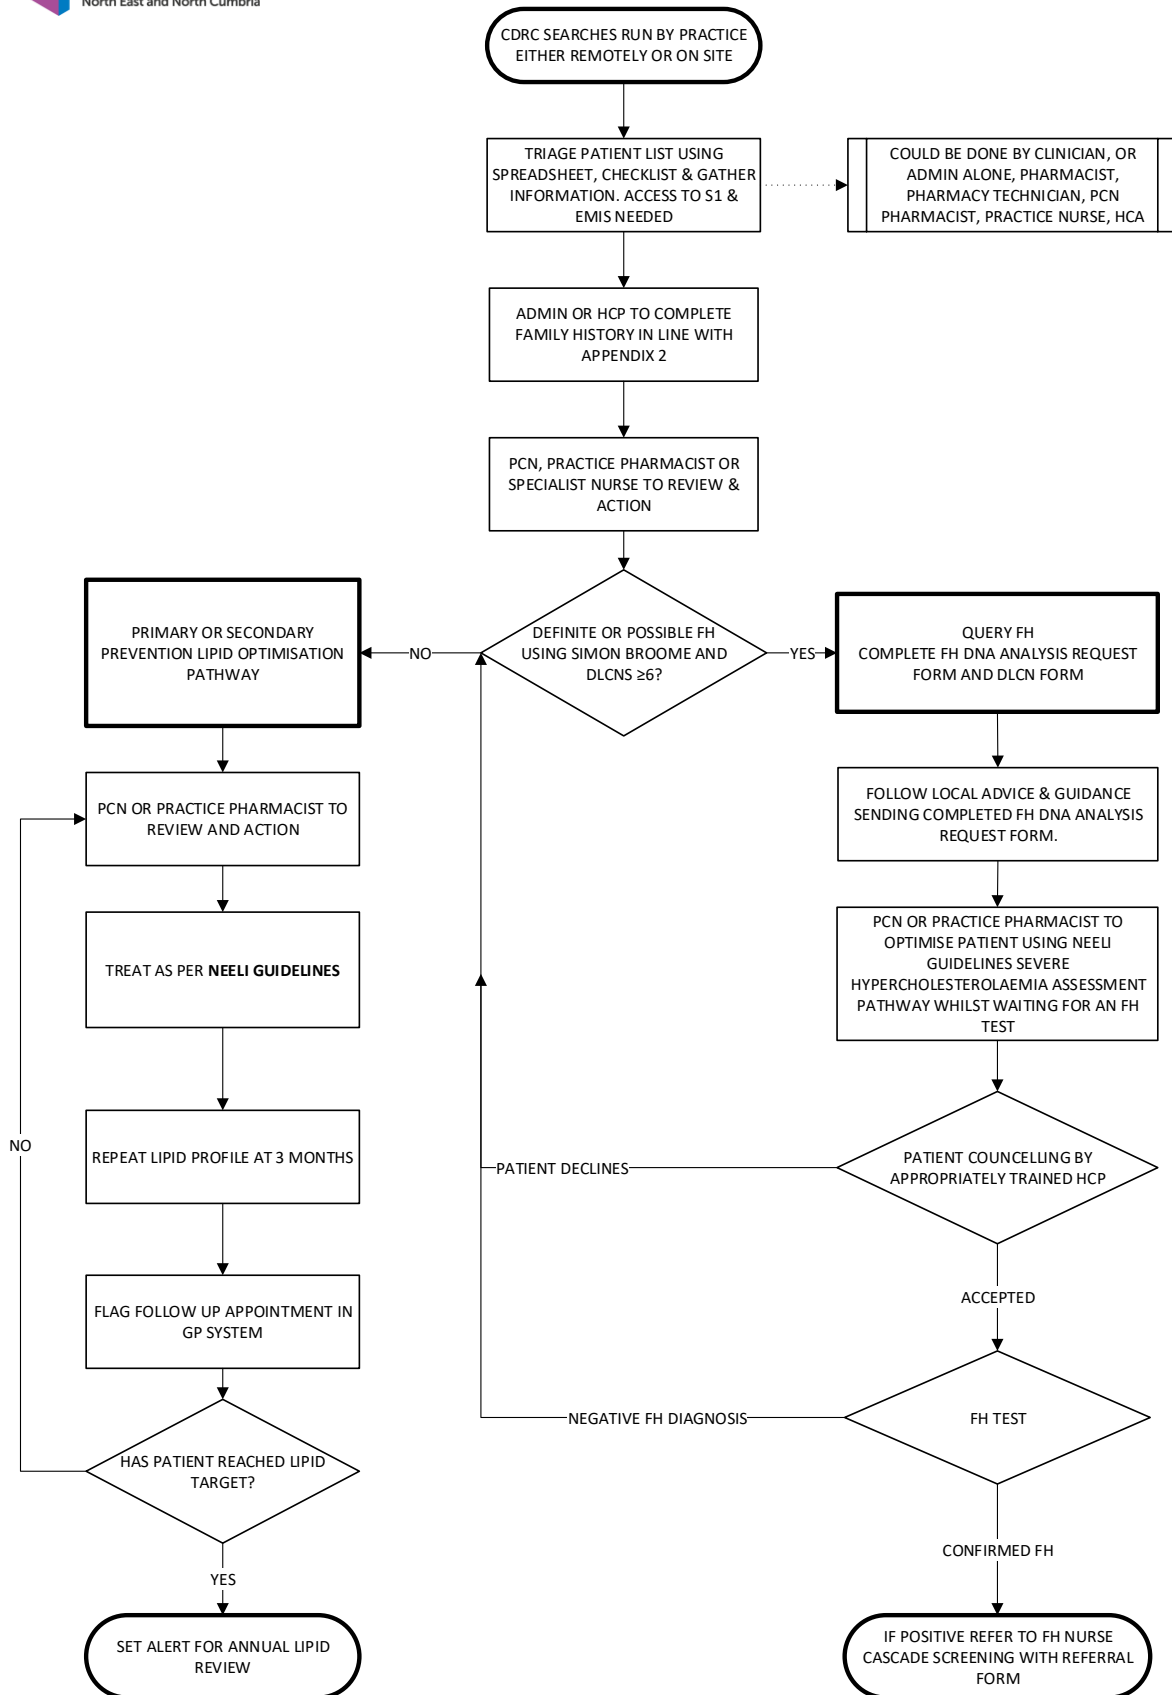 North East and North Cumbria
CDRC SEARCHES RUN BY PRACTICE
EITHER REMOTELY OR ON SITE
TRIAGE PATIENT LIST USING
SPREADSHEET, CHECKLIST & GATHER
INFORMATION. ACCESS TO S1 &
EMIS NEEDED
COULD BE DONE BY CLINICIAN, OR
ADMIN ALONE, PHARMACIST,
PHARMACY TECHNICIAN, PCN
PHARMACIST, PRACTICE NURSE, HCA
ADMIN OR HCP TO COMPLETE
FAMILY HISTORY IN LINE WITH
APPENDIX 2
PCN, PRACTICE PHARMACIST OR
SPECIALIST NURSE TO REVIEW &
ACTION
DEFINITE OR POSSIBLE FH
USING SIMON BROOME AND
DLCNS ≥6?
NO
YES
PRIMARY OR SECONDARY
PREVENTION LIPID OPTIMISATION
PATHWAY
PCN OR PRACTICE PHARMACIST TO
REVIEW AND ACTION
TREAT AS PER NEELI GUIDELINES
REPEAT LIPID PROFILE AT 3 MONTHS
FLAG FOLLOW UP APPOINTMENT IN
GP SYSTEM
HAS PATIENT REACHED LIPID
TARGET?
NO
YES
SET ALERT FOR ANNUAL LIPID
REVIEW
QUERY FH
COMPLETE FH DNA ANALYSIS REQUEST
FORM AND DLCN FORM
FOLLOW LOCAL ADVICE & GUIDANCE
SENDING COMPLETED FH DNA ANALYSIS
REQUEST FORM.
PCN OR PRACTICE PHARMACIST TO
OPTIMISE PATIENT USING NEELI
GUIDELINES SEVERE
HYPERCHOLESTEROLAEMIA ASSESSMENT
PATHWAY WHILST WAITING FOR AN FH
TEST
PATIENT COUNCELLING BY
APPROPRIATELY TRAINED HCP
PATIENT DECLINES
ACCEPTED
FH TEST
NEGATIVE FH DIAGNOSIS
CONFIRMED FH
IF POSITIVE REFER TO FH NURSE
CASCADE SCREENING WITH REFERRAL
FORM